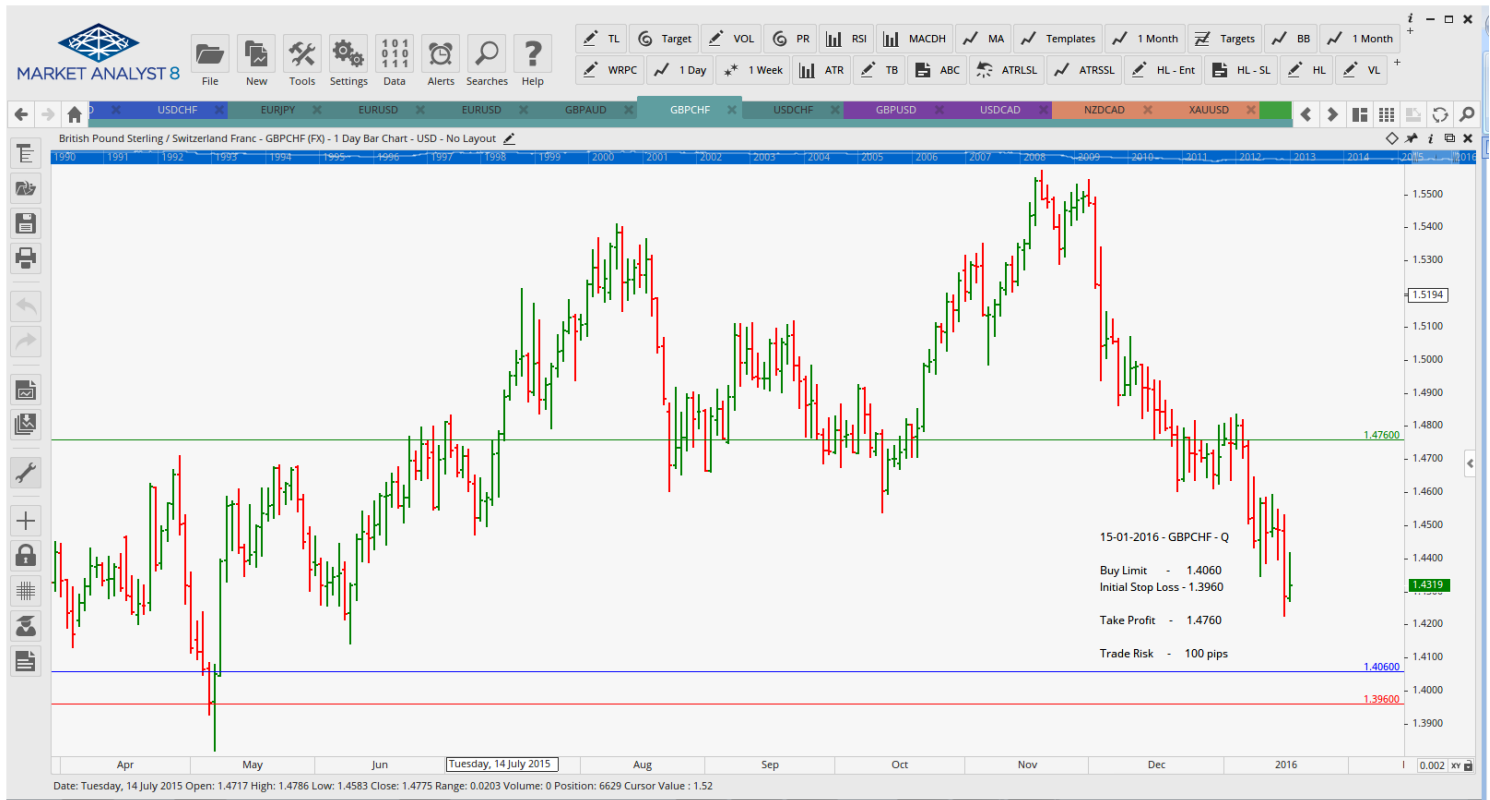 MARKET ANALYST 8
File New Tools Settings Data Alerts Searches Help
101
010
111
TL Target VOL PR RSI MACDH MA Templates 1 Month Targets BB 1 Month
WRPC 1 Day 1 Week ATR TB ABC ATRLSL ATRSSL HL - Ent HL - SL HL VL
USDCHF EURJPY EURUSD EURUSD GBPAUD GBPCHF USDCHF GBPUSD USDCAD NZDCAD XAUUSD
British Pound Sterling / Switzerland Franc - GBPCHF (FX) - 1 Day Bar Chart - USD - No Layout
1990 1991 1992 1993 1994 1995 1996 1997 1998 1999 2000 2001 2002 2003 2004 2005 2006 2007 2008 2009 2010 2011 2012 2013 2014 2015 2016
1.5500
1.5400
1.5300
1.5194
1.5100
1.5000
1.4900
1.4800
1.47600
1.4700
1.4600
1.4500
15-01-2016 - GBPCHF - Q
1.4400
Buy Limit - 1.4060
Initial Stop Loss - 1.3960
1.4319
Take Profit - 1.4760
1.4200
Trade Risk - 100 pips
1.4100
1.40600
1.4000
1.39600
1.3900
Apr May Jun Tuesday, 14 July 2015 Aug Sep Oct Nov Dec 2016 0.002 XY
Date: Tuesday, 14 July 2015 Open: 1.4717 High: 1.4786 Low: 1.4583 Close: 1.4775 Range: 0.0203 Volume: 0 Position: 6629 Cursor Value : 1.52